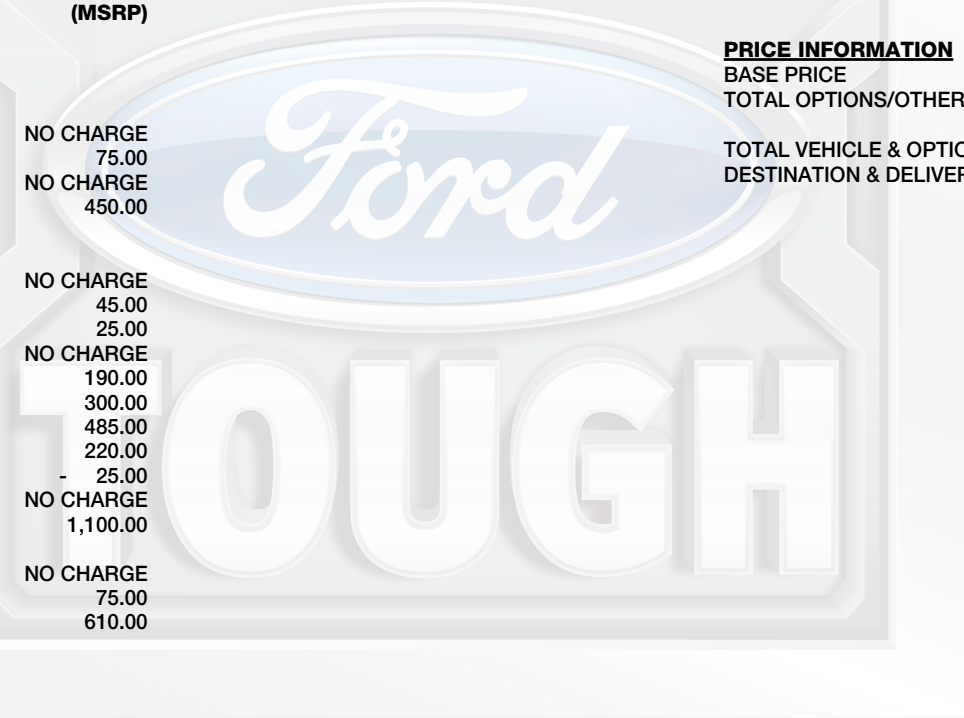 (MSRP)
NO CHARGE
75.00
NO CHARGE
450.00
NO CHARGE
45.00
25.00
NO CHARGE
190.00
300.00
485.00
220.00
- 25.00
NO CHARGE
1,100.00
NO CHARGE
75.00
610.00
PRICE INFORMATION
BASE PRICE
TOTAL OPTIONS/OTHER
TOTAL VEHICLE & OPTIO
DESTINATION & DELIVER
Ford
TOUGH